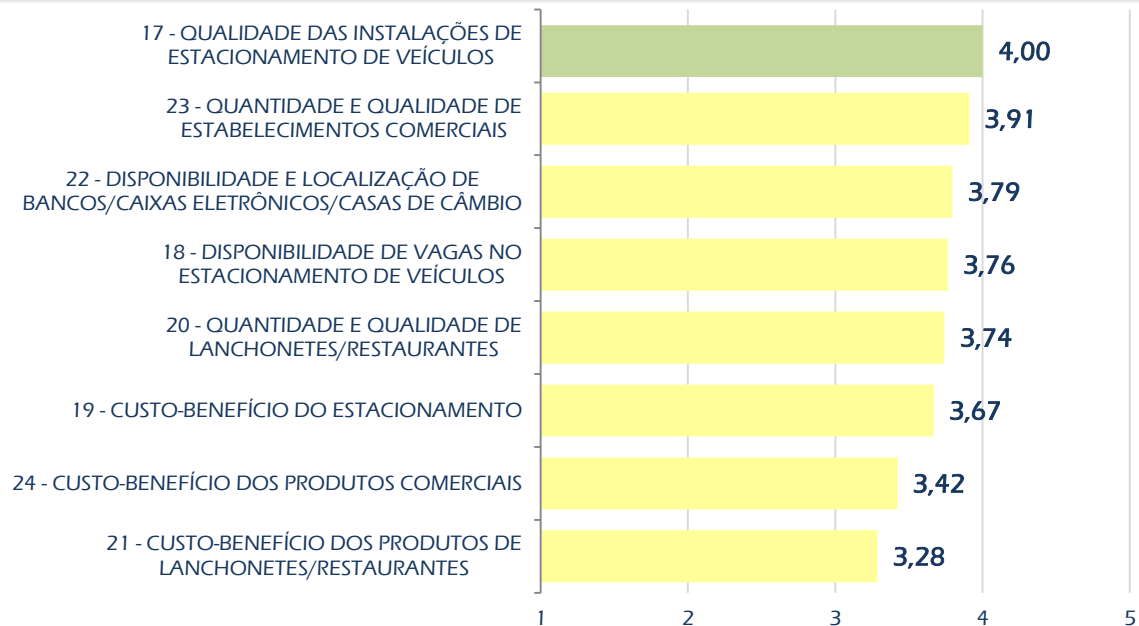 17 - QUALIDADE DAS INSTALAÇÕES DE
ESTACIONAMENTO DE VEÍCULOS
4,00
23 - QUANTIDADE E QUALIDADE DE
ESTABELECIMENTOS COMERCIAIS
3,91
22 - DISPONIBILIDADE E LOCALIZAÇÃO DE
BANCOS/CAIXAS ELETRÔNICOS/CASAS DE CÂMBIO
3,79
18 - DISPONIBILIDADE DE VAGAS NO
ESTACIONAMENTO DE VEÍCULOS
3,76
20 - QUANTIDADE E QUALIDADE DE
LANCHONETES/RESTAURANTES
3,74
19 - CUSTO-BENEFÍCIO DO ESTACIONAMENTO
3,67
24 - CUSTO-BENEFÍCIO DOS PRODUTOS COMERCIAIS
3,42
21 - CUSTO-BENEFÍCIO DOS PRODUTOS DE
LANCHONETES/RESTAURANTES
3,28
1 2 3 4 5